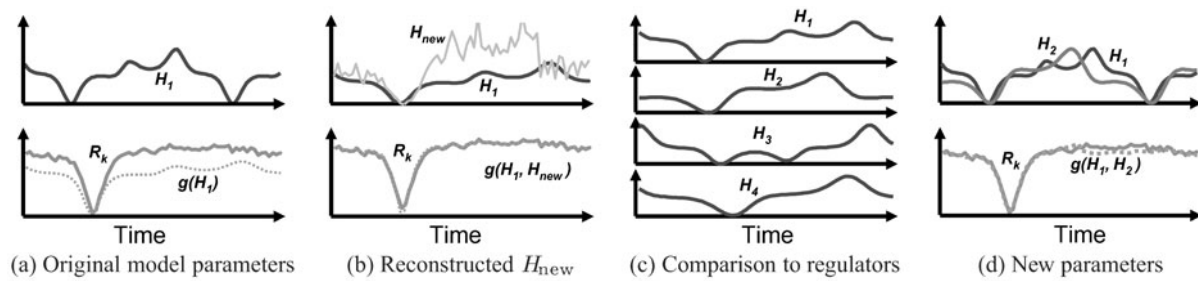 H1
Rk
g(H1)
Time
(a) Original model parameters
Hnew
H1
Rk
g(H1, Hnew)
Time
(b) Reconstructed Hnew
H1
H2
H3
H4
Time
(c) Comparison to regulators
H2
H1
Rk
g(H1, H2)
Time
(d) New parameters